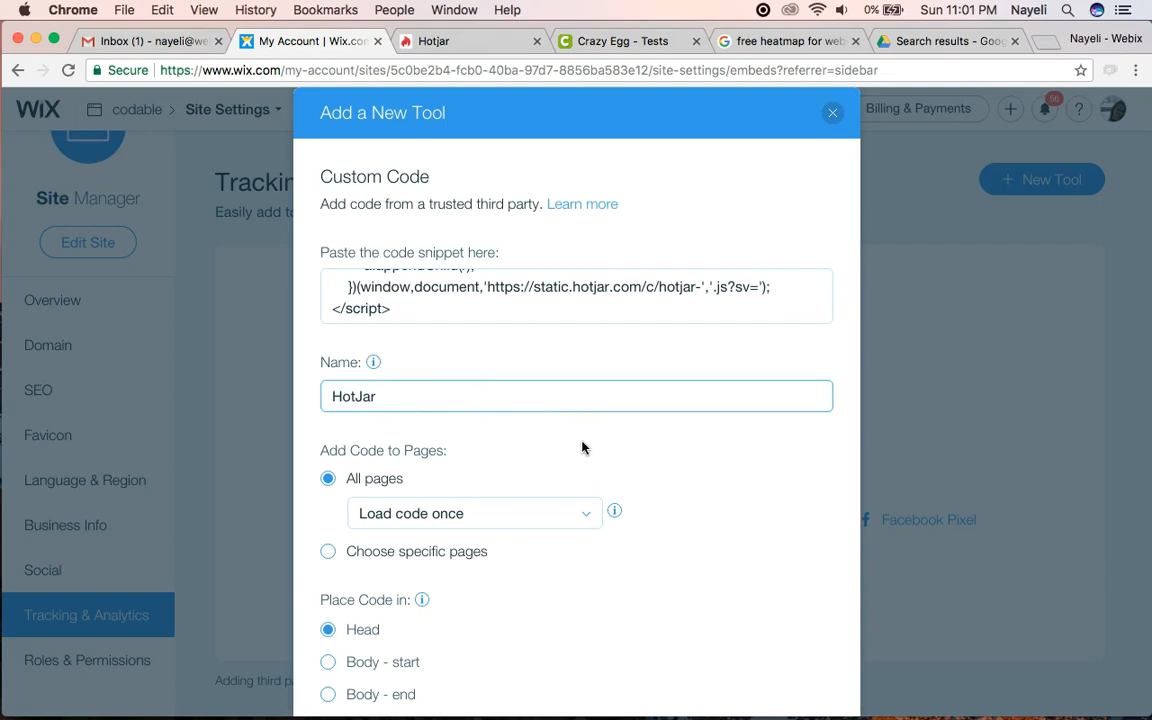 Chrome File Edit View History Bookmarks People Window Help 0% Sun 11:01 PM Nayeli
Inbox (1) - nayeli@we
My Account | Wix.com
Hotjar
Crazy Egg - Tests
free heatmap for web
Search results - Goog
Nayeli - Webix
Secure https://www.wix.com/my-account/sites/5c0be2b4-fcb0-40ba-97d7-8856ba583e12/site-settings/embeds?referrer=sidebar
WIX codable > Site Settings
Billing & Payments
?
Add a New Tool
Site Manager
Edit Site
Overview
Domain
SEO
Favicon
Language & Region
Business Info
Social
Tracking & Analytics
Roles & Permissions
Easily add to
+ New Tool
Facebook Pixel
Adding third
Custom Code
Add code from a trusted third party. Learn more
Paste the code snippet here:
})(window,document,'https://static.hotjar.com/c/hotjar-','.js?sv=');
</script>
Name:
HotJar
Add Code to Pages:
All pages
Load code once
Choose specific pages
Place Code in:
Head
Body - start
Body - end